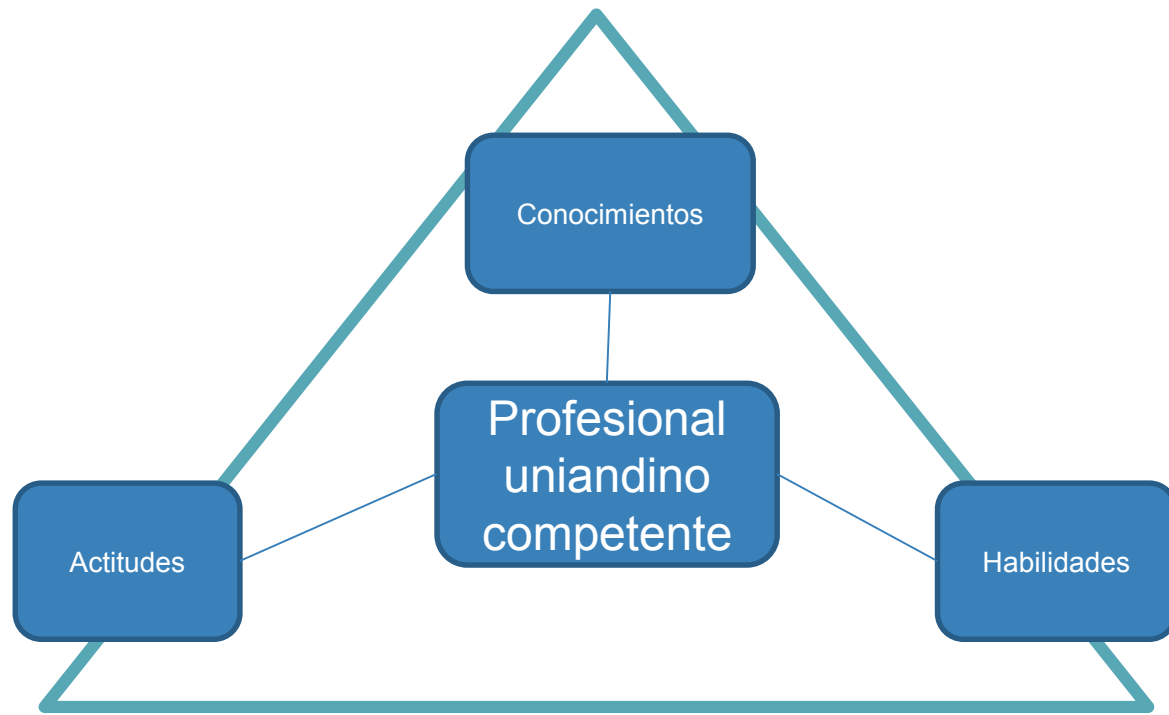 Conocimientos
Profesional
uniandino
competente
Actitudes
Habilidades